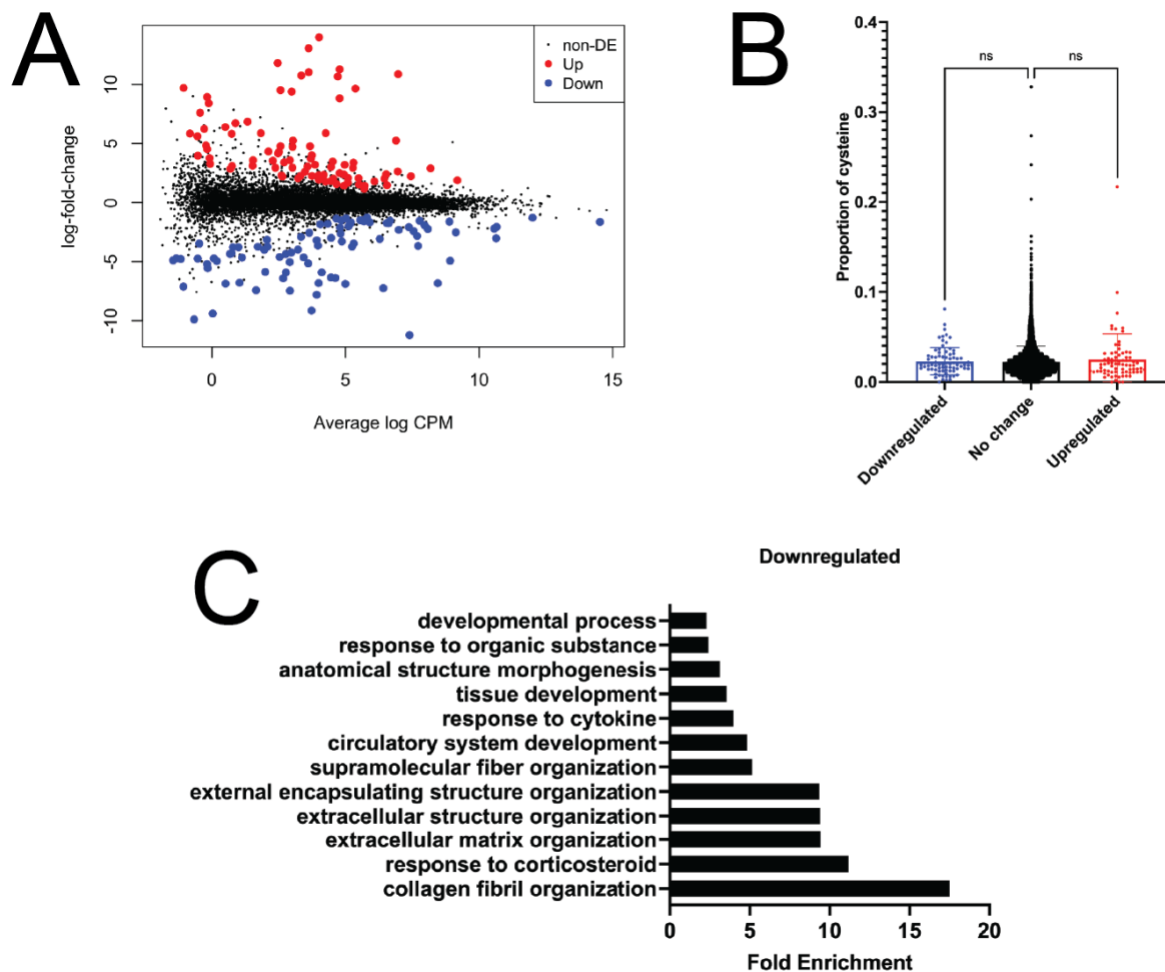 A
log-fold-change
10
5
0
-5
-10
0
5
10
15
Average log CPM
non-DE
Up
Down
B
Proportion of cysteine
0.4
0.3
0.2
0.1
0.0
ns
ns
Downregulated
No change
Upregulated
C
Downregulated
developmental process
response to organic substance
anatomical structure morphogenesis
tissue development
response to cytokine
circulatory system development
supramolecular fiber organization
external encapsulating structure organization
extracellular structure organization
extracellular matrix organization
response to corticosteroid
collagen fibril organization
0
5
10
15
20
Fold Enrichment